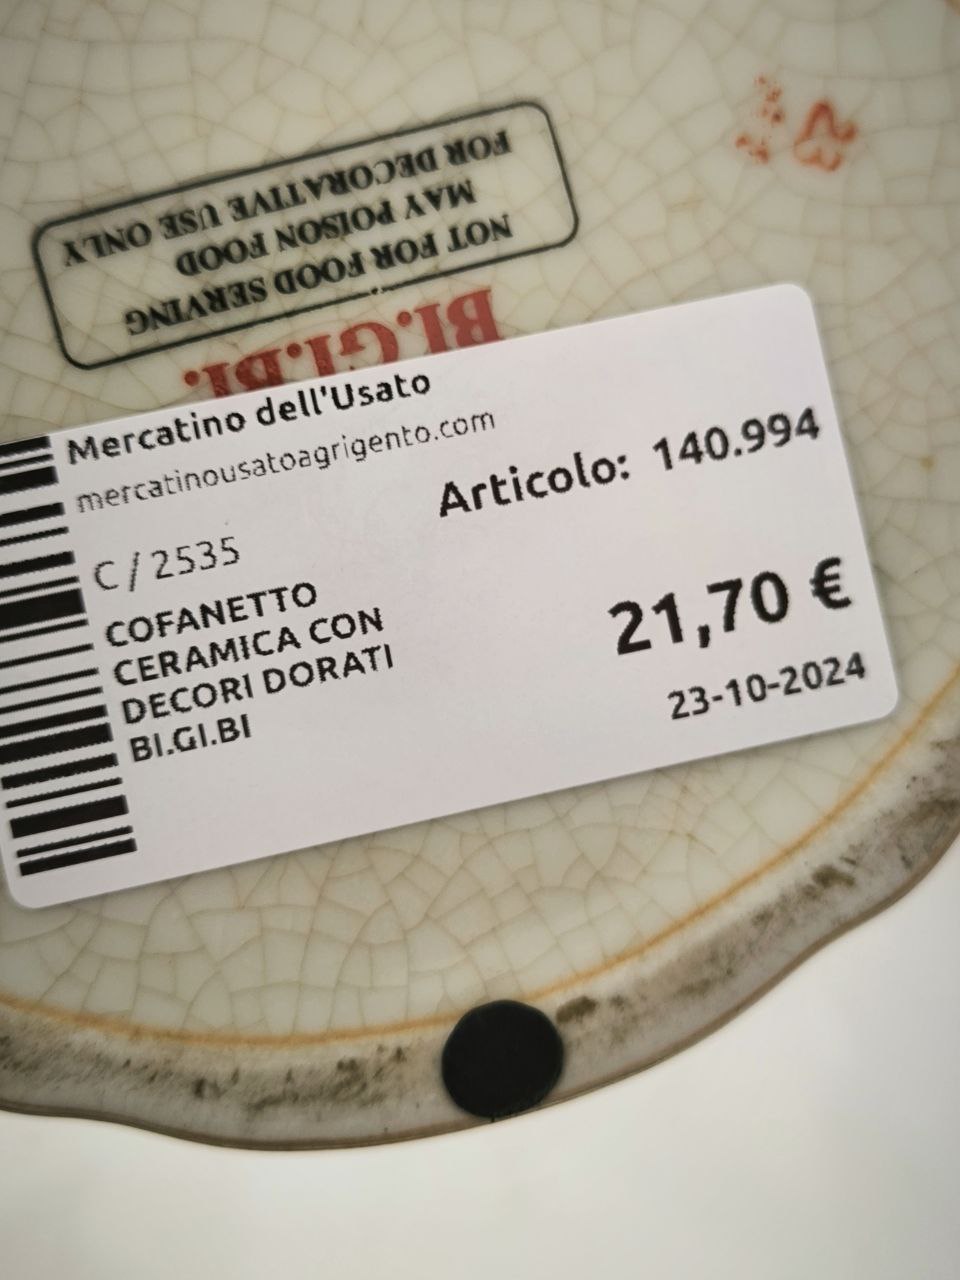 NOT FOR FOOD SERVING
MAY POISON FOOD
FOR DECORATIVE USE ONLY
BI.GI.BI.
Mercatino dell'Usato
mercatinousatoagrigento.com
Articolo: 140.994
C / 2535
COFANETTO
CERAMICA CON
DECORI DORATI
BI.GI.BI
21,70 €
23-10-2024